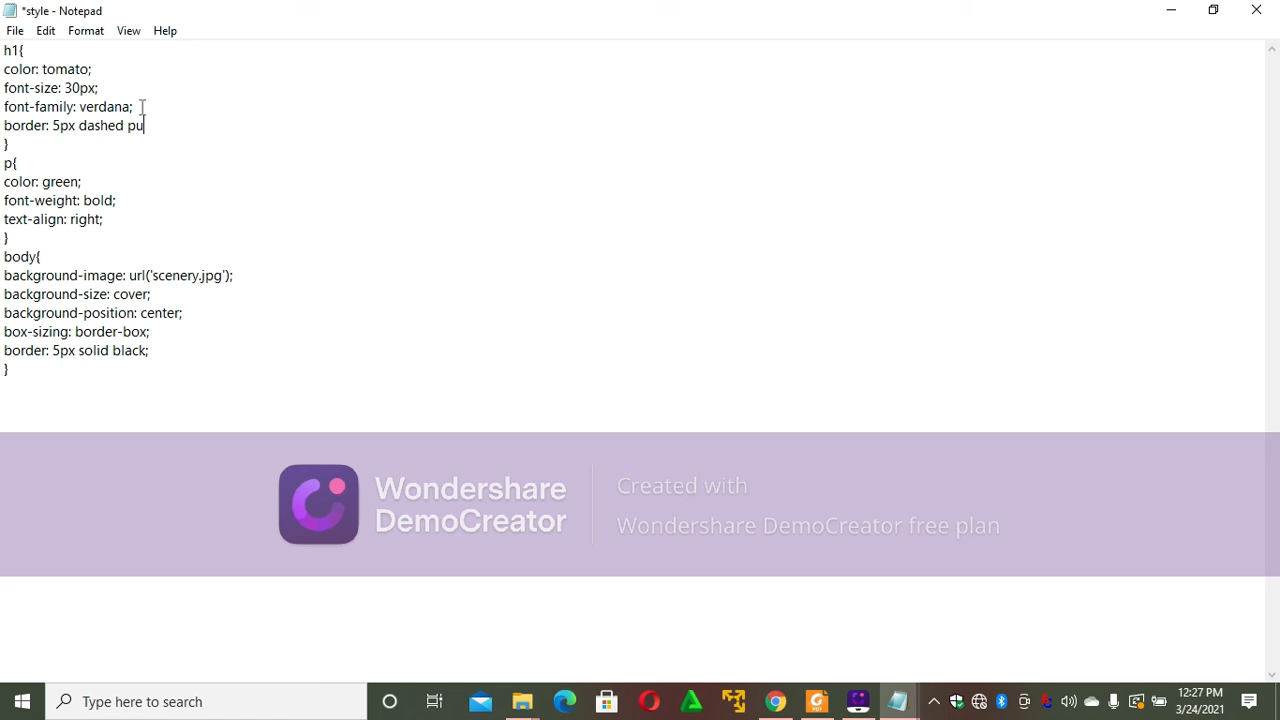 *style - Notepad
File Edit Format View Help
h1{
color: tomato;
font-size: 30px;
font-family: verdana;
border: 5px dashed pu
}
p{
color: green;
font-weight: bold;
text-align: right;
}
body{
background-image: url('scenery.jpg');
background-size: cover;
background-position: center;
box-sizing: border-box;
border: 5px solid black;
}
Wondershare
DemoCreator
Created with
Wondershare DemoCreator free plan
Type here to search
12:27 PM
3/24/2021